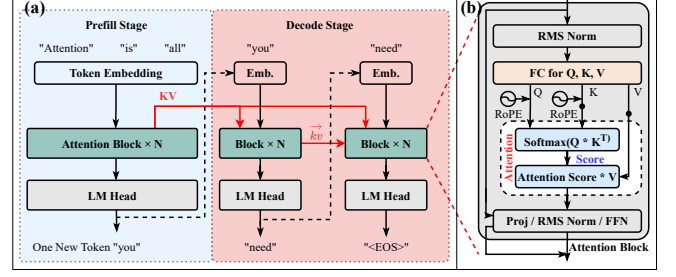 (a)
Prefill Stage
Decode Stage
"Attention" "is" "all"
"you"
"need"
Token Embedding
Emb.
Emb.
KV
kv
Attention Block × N
Block × N
Block × N
LM Head
LM Head
LM Head
One New Token "you"
"need"
"<EOS>"
(b)
RMS Norm
FC for Q, K, V
Q K V
RoPE RoPE
Attention
Softmax(Q * K^T)
Score
Attention Score * V
Proj / RMS Norm / FFN
Attention Block